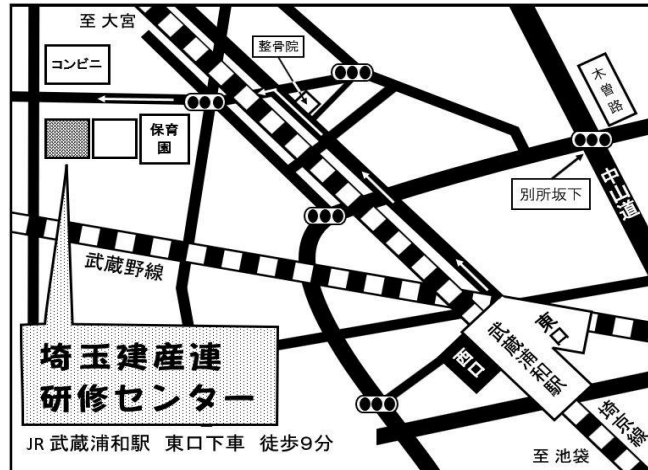 至 大宮
整骨院
コンビニ
木曽路
保育
園
別所坂下
中山道
武蔵野線
埼玉建産連
研修センター
東口
武蔵浦和駅
西口
埼京線
JR 武蔵浦和駅 東口下車 徒歩9分
至 池袋